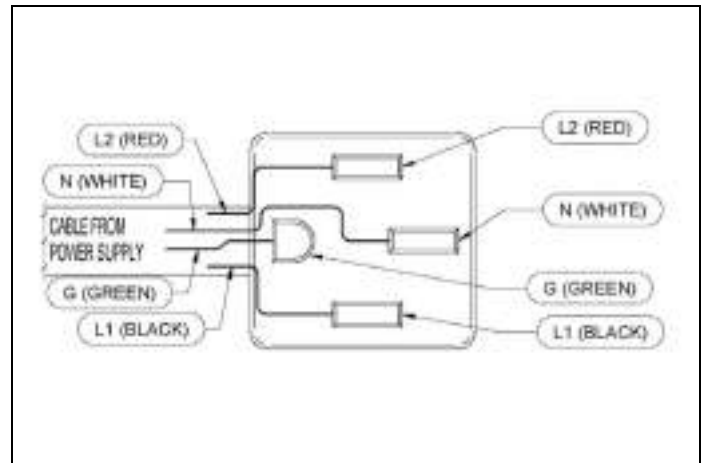 L2 (RED)
N (WHITE)
CABLE FROM
POWER SUPPLY
G (GREEN)
L1 (BLACK)
L2 (RED)
N (WHITE)
G (GREEN)
L1 (BLACK)